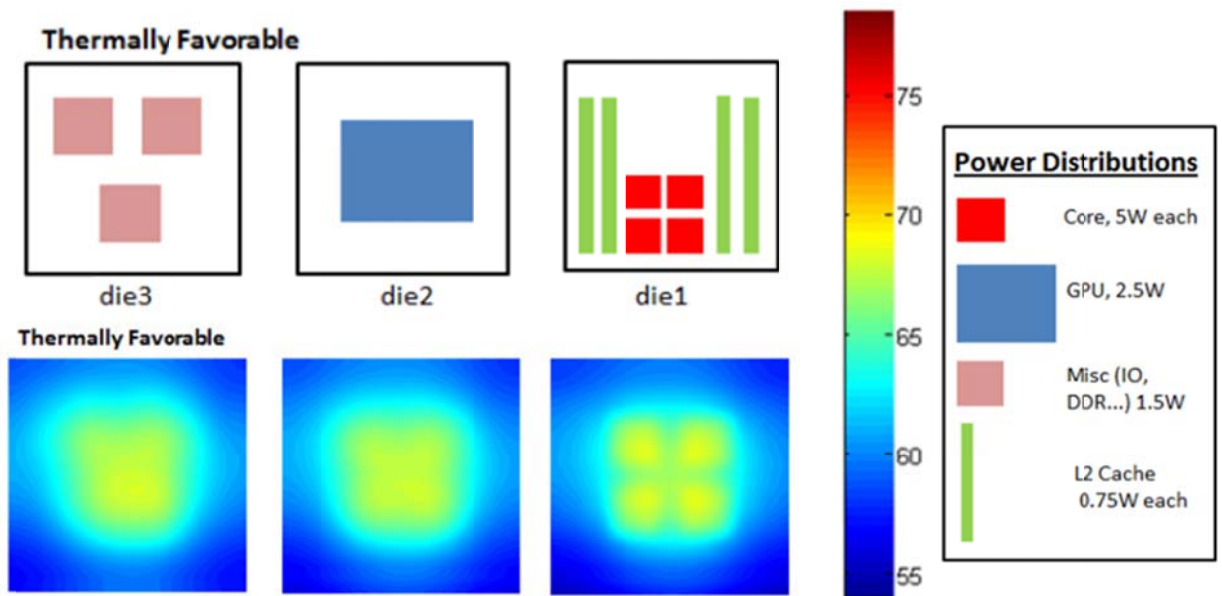 Thermally Favorable
die3
die2
die1
Thermally Favorable
75
70
65
60
55
Power Distributions
Core, 5W each
GPU, 2.5W
Misc (IO,
DDR...) 1.5W
L2 Cache
0.75W each